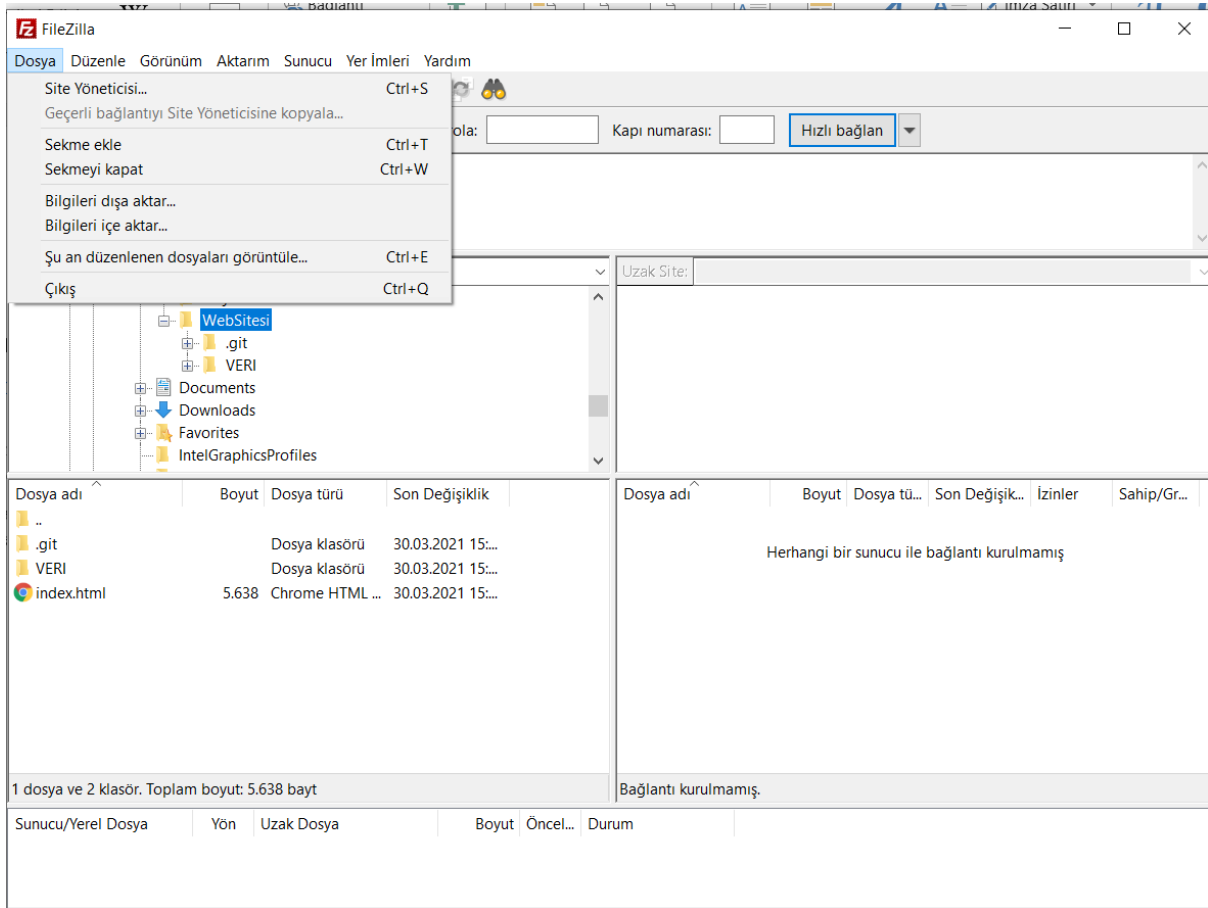 Bağlantı
İmza Satırı
FileZilla
Dosya Düzenle Görünüm Aktarım Sunucu Yer İmleri Yardım
Site Yöneticisi... Ctrl+S
Geçerli bağlantıyı Site Yöneticisine kopyala...
Sekme ekle Ctrl+T
Sekmeyi kapat Ctrl+W
Bilgileri dışa aktar...
Bilgileri içe aktar...
Şu an düzenlenen dosyaları görüntüle... Ctrl+E
Çıkış Ctrl+Q
Kapı numarası: Hızlı bağlan
Uzak Site:
WebSitesi
.git
VERI
Documents
Downloads
Favorites
IntelGraphicsProfiles
Dosya adı Boyut Dosya türü Son Değişiklik
..
.git Dosya klasörü 30.03.2021 15:...
VERI Dosya klasörü 30.03.2021 15:...
index.html 5.638 Chrome HTML ... 30.03.2021 15:...
1 dosya ve 2 klasör. Toplam boyut: 5.638 bayt
Dosya adı Boyut Dosya tü... Son Değişik... İzinler Sahip/Gr...
Herhangi bir sunucu ile bağlantı kurulmamış
Bağlantı kurulmamış.
Sunucu/Yerel Dosya Yön Uzak Dosya Boyut Öncel... Durum